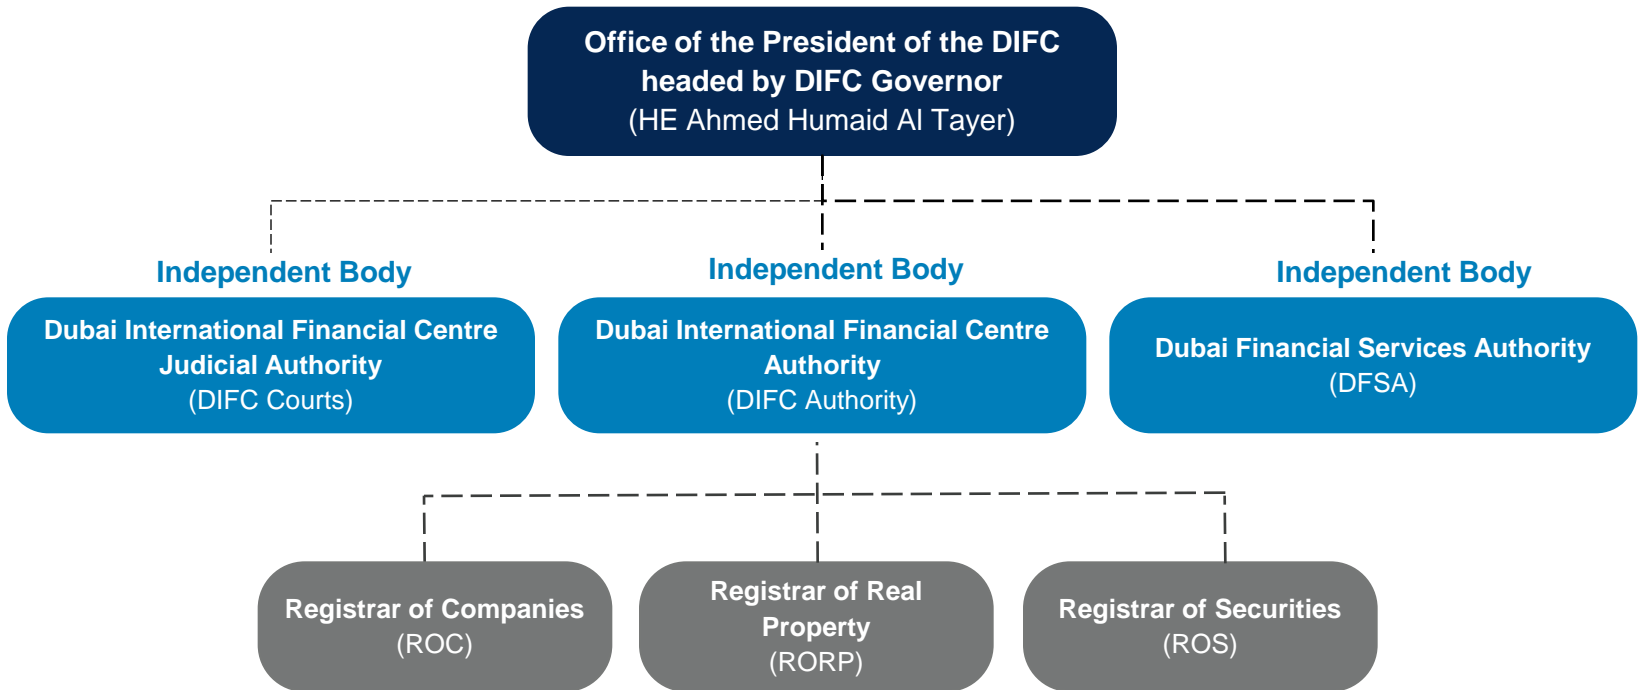 Office of the President of the DIFC
headed by DIFC Governor
(HE Ahmed Humaid Al Tayer)
Independent Body
Dubai International Financial Centre
Judicial Authority
(DIFC Courts)
Independent Body
Dubai International Financial Centre
Authority
(DIFC Authority)
Independent Body
Dubai Financial Services Authority
(DFSA)
Registrar of Companies
(ROC)
Registrar of Real
Property
(RORP)
Registrar of Securities
(ROS)